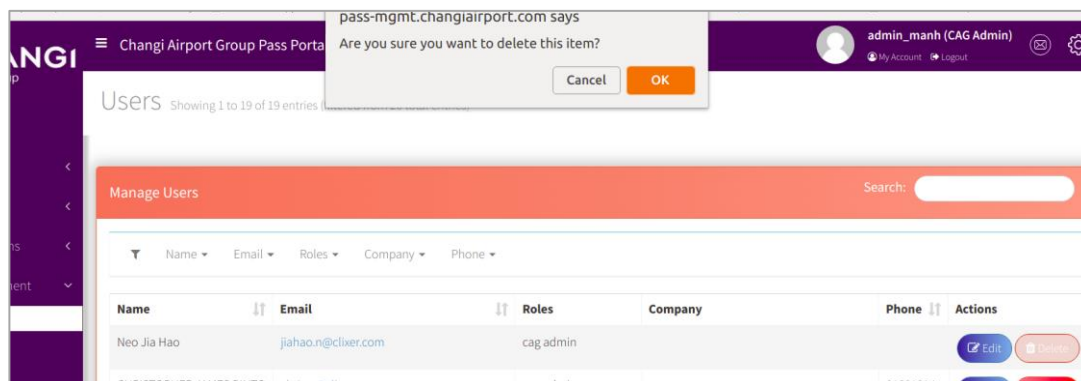 pass-mgmt.changiairport.com says
Are you sure you want to delete this item?
Cancel OK
ANGI
Changi Airport Group Pass Porta
admin_manh (CAG Admin)
My Account Logout
Users Showing 1 to 19 of 19 entries
Manage Users
Search:
Name Email Roles Company Phone
Name Email Roles Company Phone Actions
Neo Jia Hao jiahao.n@clixer.com cag admin Edit Delete